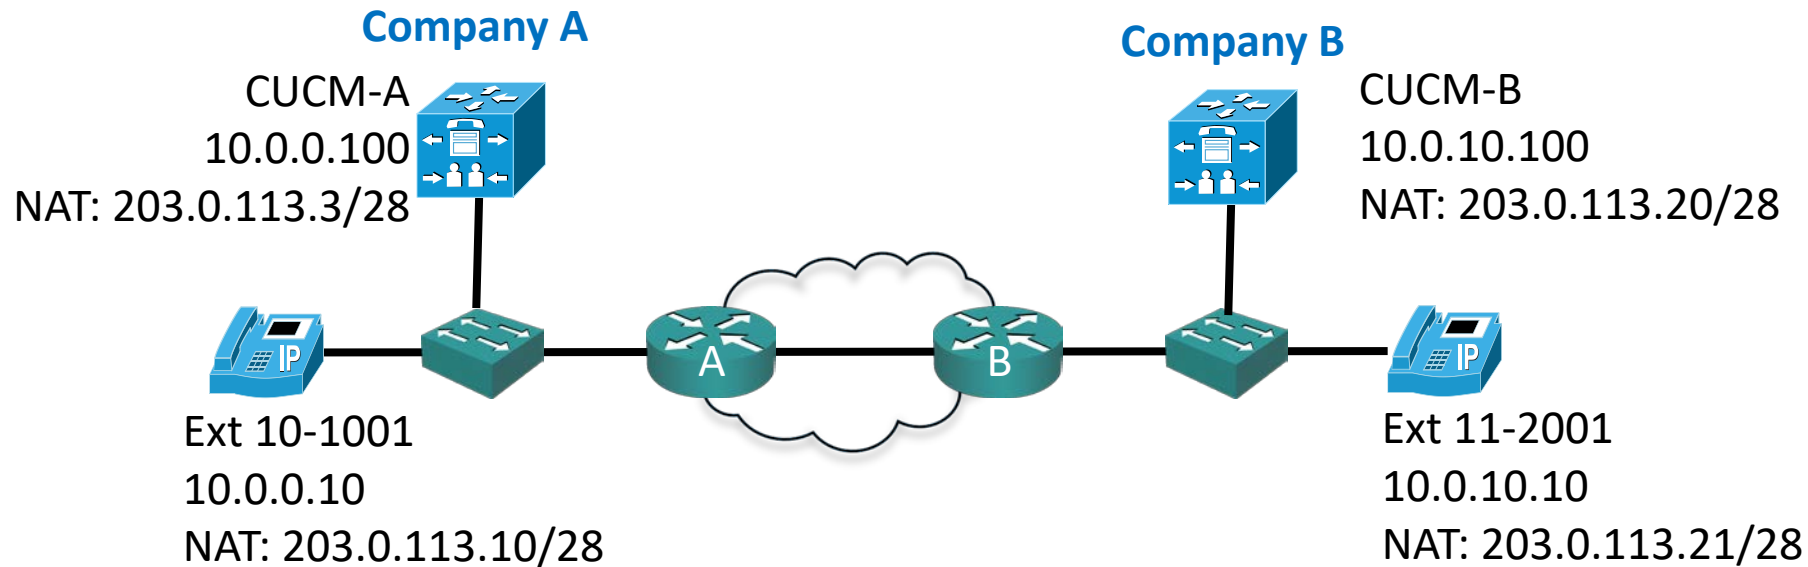 Company A
CUCM-A
10.0.0.100
NAT: 203.0.113.3/28
Company B
CUCM-B
10.0.10.100
NAT: 203.0.113.20/28
IP
A
B
IP
Ext 10-1001
10.0.0.10
NAT: 203.0.113.10/28
Ext 11-2001
10.0.10.10
NAT: 203.0.113.21/28